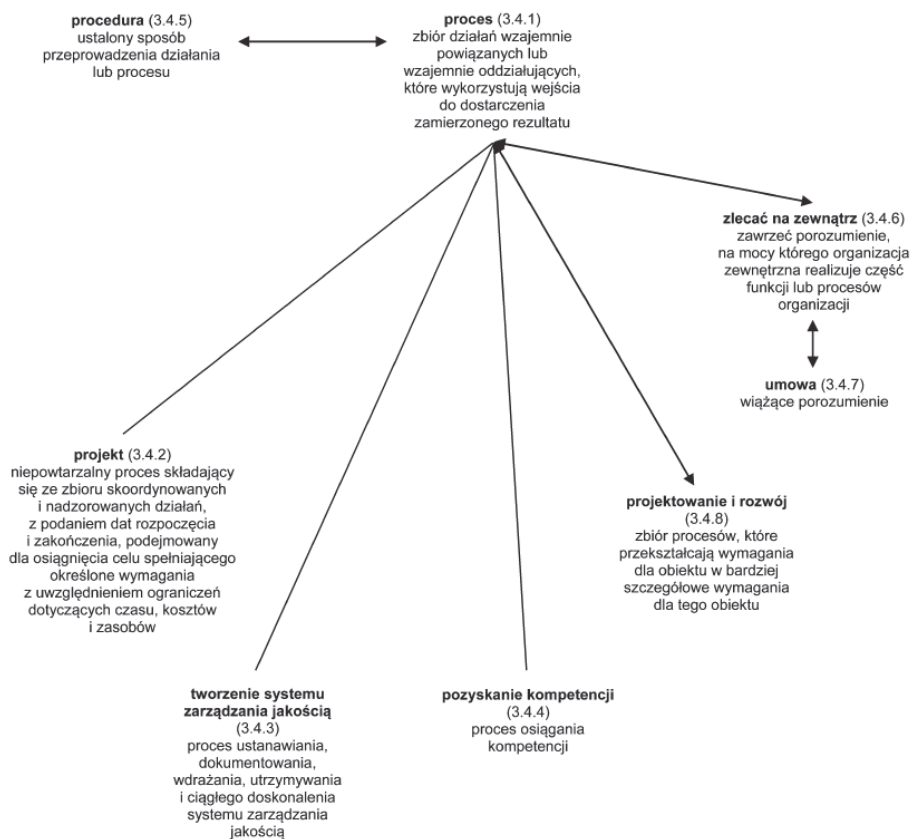 procedura (3.4.5)
ustalony sposób
przeprowadzenia działania
lub procesu
proces (3.4.1)
zbiór działań wzajemnie
powiązanych lub
wzajemnie oddziałujących,
które wykorzystują wejścia
do dostarczenia
zamierzonego rezultatu
zlecać na zewnątrz (3.4.6)
zawrzeć porozumienie,
na mocy którego organizacja
zewnętrzna realizuje część
funkcji lub procesów
organizacji
umowa (3.4.7)
wiążące porozumienie
projekt (3.4.2)
niepowtarzalny proces składający
się ze zbioru skoordynowanych
i nadzorowanych działań,
z podaniem dat rozpoczęcia
i zakończenia, podejmowany
dla osiągnięcia celu spełniającego
określone wymagania
z uwzględnieniem ograniczeń
dotyczących czasu, kosztów
i zasobów
projektowanie i rozwój
(3.4.8)
zbiór procesów, które
przekształcają wymagania
dla obiektu w bardziej
szczegółowe wymagania
dla tego obiektu
tworzenie systemu
zarządzania jakością
(3.4.3)
proces ustanawiania,
dokumentowania,
wdrażania, utrzymywania
i ciągłego doskonalenia
systemu zarządzania
jakością
pozyskanie kompetencji
(3.4.4)
proces osiągania
kompetencji